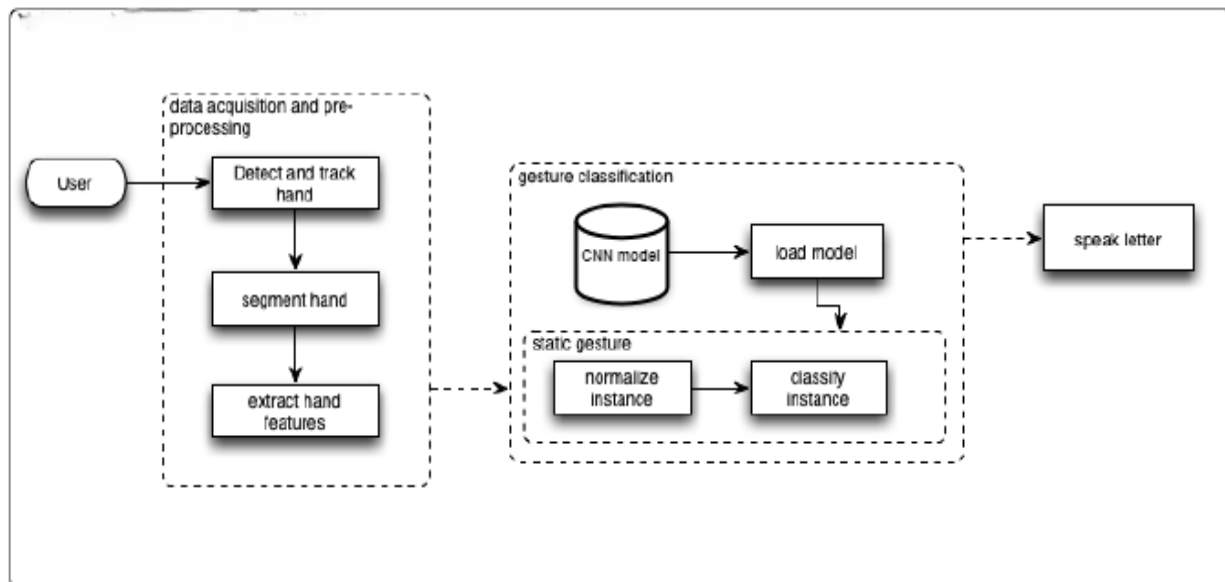 data acquisition and pre-
processing
User
Detect and track
hand
segment hand
extract hand
features
gesture classification
CNN model
load model
static gesture
normalize
instance
classify
instance
speak letter